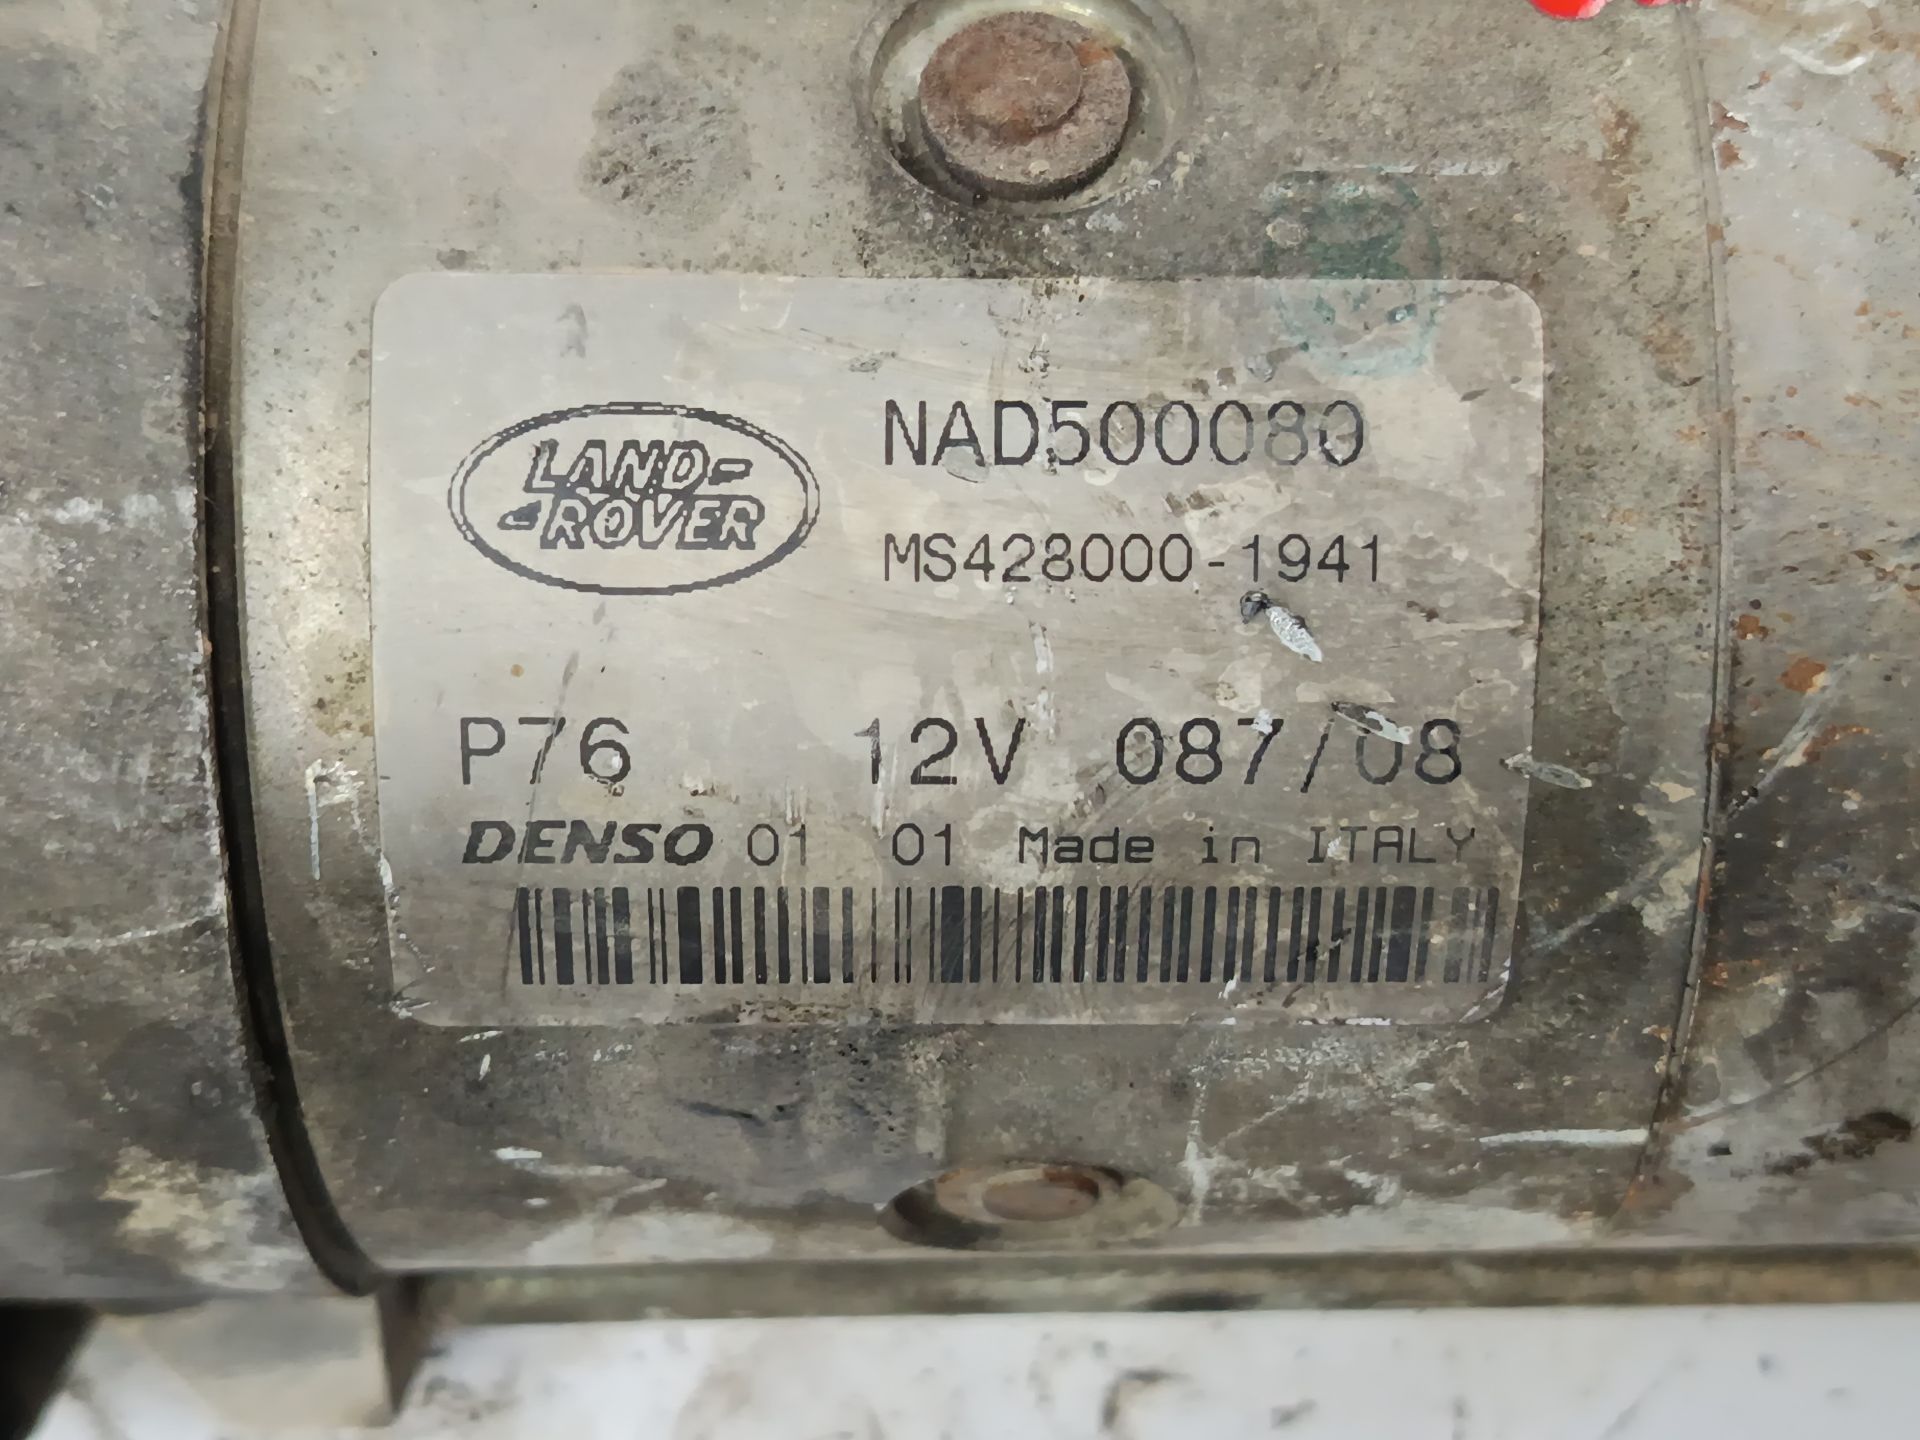 LAND-
-ROVER
NAD500080
MS428000-1941
P76 12V 087/08
DENSO 01 01 Made in ITALY